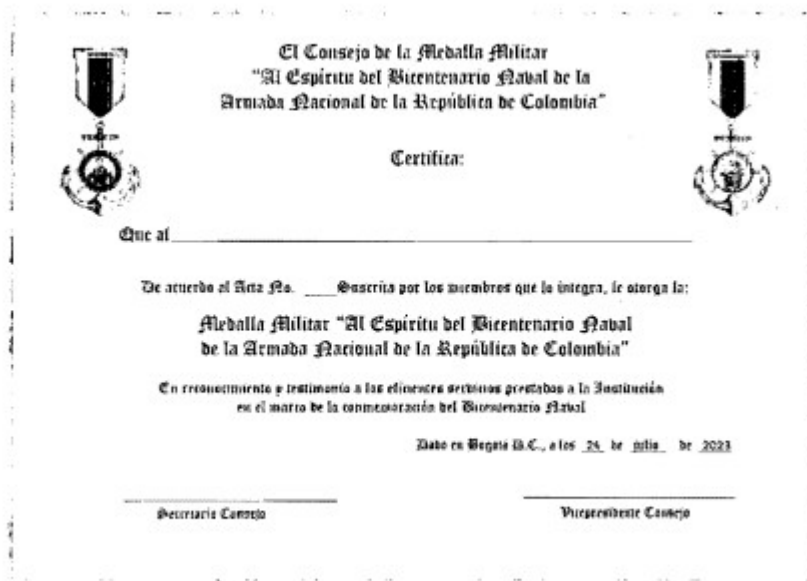 El Consejo de la Medalla Militar
"Al Espíritu del Bicentenario Naval de la
Armada Nacional de la República de Colombia"
Certifica:
Que al
De acuerdo al Acta No. ____ Suscrita por los miembros que lo integra, le otorga la:
Medalla Militar "Al Espíritu del Bicentenario Naval
de la Armada Nacional de la República de Colombia"
En reconocimiento y testimonio a los eficientes servicios prestados a la Institución
en el marco de la conmemoración del Bicentenario Naval
Dado en Bogotá D.C., a los 24 de julio de 2023
Secretario Consejo
Vicepresidente Consejo